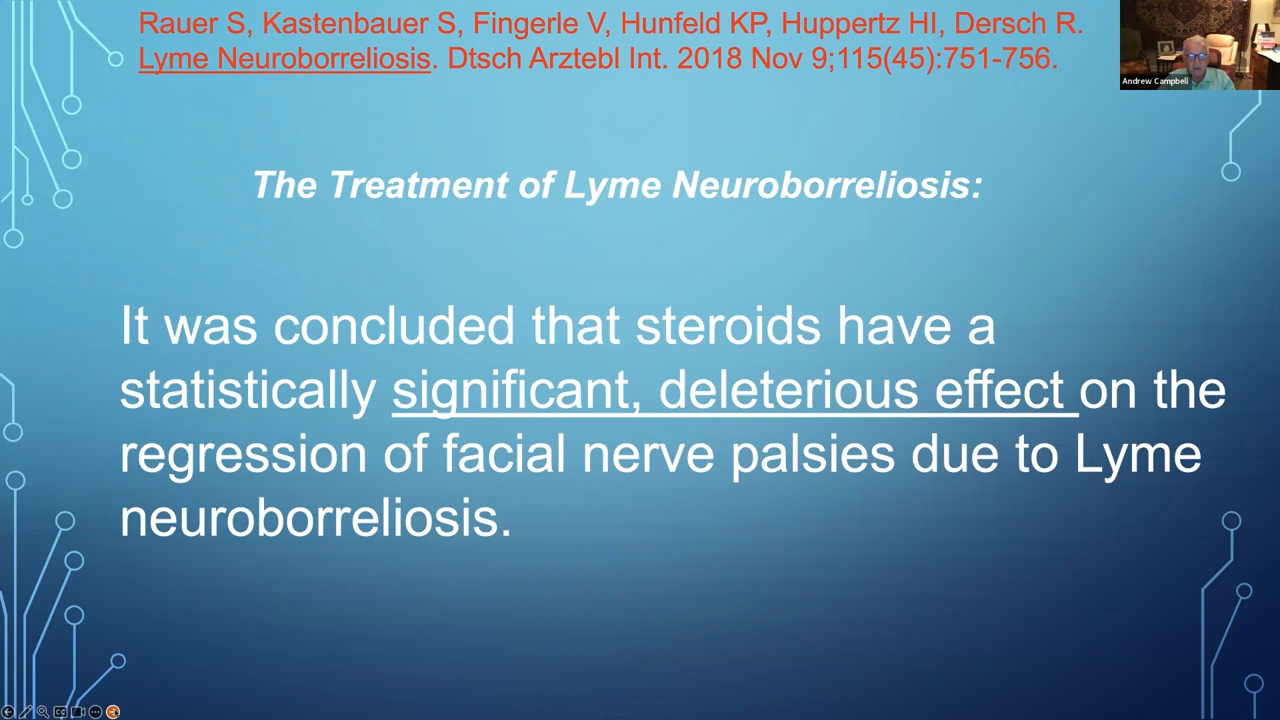 Rauer S, Kastenbauer S, Fingerle V, Hunfeld KP, Huppertz HI, Dersch R.
Lyme Neuroborreliosis. Dtsch Arztebl Int. 2018 Nov 9;115(45):751-756.
Andrew Campbell
The Treatment of Lyme Neuroborreliosis:
It was concluded that steroids have a
statistically significant, deleterious effect on the
regression of facial nerve palsies due to Lyme
neuroborreliosis.
CC